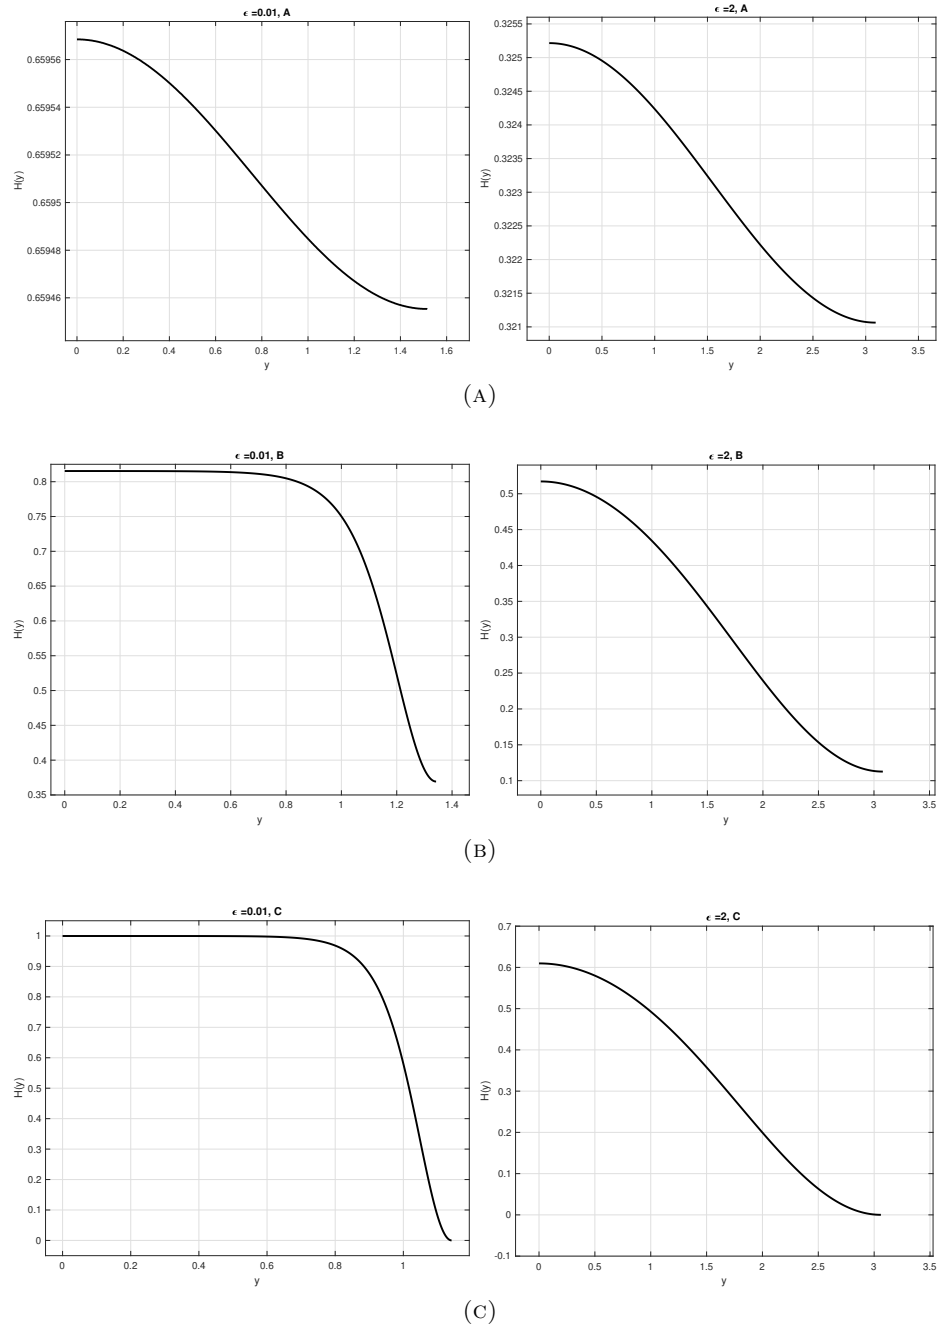 ϵ =0.01, A
H(y)
0.65956
0.65954
0.65952
0.6595
0.65948
0.65946
0 0.2 0.4 0.6 0.8 1 1.2 1.4 1.6
y
ϵ =2, A
H(y)
0.3255
0.325
0.3245
0.324
0.3235
0.323
0.3225
0.322
0.3215
0.321
0 0.5 1 1.5 2 2.5 3 3.5
y
(A)
ϵ =0.01, B
H(y)
0.8
0.75
0.7
0.65
0.6
0.55
0.5
0.45
0.4
0.35
0 0.2 0.4 0.6 0.8 1 1.2 1.4
y
ϵ =2, B
H(y)
0.5
0.45
0.4
0.35
0.3
0.25
0.2
0.15
0.1
0 0.5 1 1.5 2 2.5 3 3.5
y
(B)
ϵ =0.01, C
H(y)
1
0.9
0.8
0.7
0.6
0.5
0.4
0.3
0.2
0.1
0
0 0.2 0.4 0.6 0.8 1
y
ϵ =2, C
H(y)
0.7
0.6
0.5
0.4
0.3
0.2
0.1
0
-0.1
0 0.5 1 1.5 2 2.5 3 3.5
y
(C)